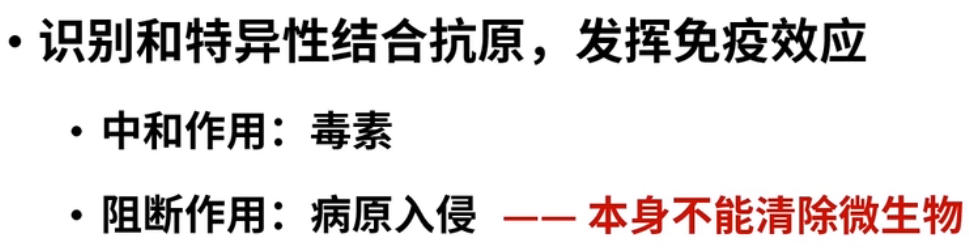 • 识别和特异性结合抗原，发挥免疫效应
• 中和作用：毒素
• 阻断作用：病原入侵 —— 本身不能清除微生物